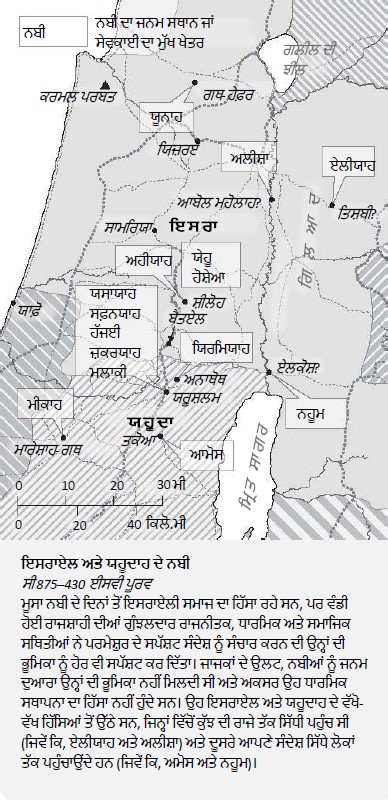 ਨਬੀ
ਨਬੀ ਦਾ ਜਨਮ ਸਥਾਨ ਜਾਂ
ਸੇਵਕਾਈ ਦਾ ਮੁੱਖ ਖੇਤਰ
ਗਲੀਲ ਦੀ
ਝੀਲ
ਕਰਮਲ ਪਰਬਤ
ਗਥ ਹੇਫਰ
ਯੂਨਾਹ
ਯਿਜ਼ਰਏ
ਅਲੀਸ਼ਾ
ਏਲੀਯਾਹ
ਆਬੇਲ ਮਹੋਲਾਹ?
ਤਿਸ਼ਬੀ?
ਗਿਲਆਦ
ਸਾਮਰਿਯਾ
ਇਸਰਾ
ਅਹੀਯਾਹ
ਯੇਹੂ
ਹੋਸ਼ੇਆ
ਯਸਾਯਾਹ
ਸਫ਼ਨਯਾਹ
ਹੱਜਈ
ਜ਼ਕਰਯਾਹ
ਮਲਾਕੀ
ਸ਼ੀਲੋਹ
ਬੈਤਏਲ
ਯਾਫ਼ੋ
ਯਿਰਮਿਯਾਹ
ਏਲਕੋਸ਼?
ਅਨਾਥੋਥ
ਯਰੂਸ਼ਲਮ
ਮੀਕਾਹ
ਨਹੂਮ
ਯਹੂਦਾ
ਤਕੋਆ
ਮਾਰੇਸ਼ਾਹ-ਗਥ
ਆਮੋਸ
ਮ੍ਰਿਤ ਸਾਗਰ
0 10 20 30 ਮੀ
0 20 40 ਕਿਲੋ.ਮੀ
ਇਸਰਾਏਲ ਅਤੇ ਯਹੂਦਾਹ ਦੇ ਨਬੀ
ਸੀ 875–430 ਈਸਵੀ ਪੂਰਵ
ਮੂਸਾ ਨਬੀ ਦੇ ਦਿਨਾਂ ਤੋਂ ਇਸਰਾਏਲੀ ਸਮਾਜ ਦਾ ਹਿੱਸਾ ਰਹੇ ਸਨ, ਪਰ ਵੰਡੀ
ਹੋਈ ਰਾਜਸ਼ਾਹੀ ਦੀਆਂ ਗੁੰਝਲਦਾਰ ਰਾਜਨੀਤਕ, ਧਾਰਮਿਕ ਅਤੇ ਸਮਾਜਿਕ
ਸਥਿਤੀਆਂ ਨੇ ਪਰਮੇਸ਼ੁਰ ਦੇ ਸਪੱਸ਼ਟ ਸੰਦੇਸ਼ ਨੂੰ ਸੰਚਾਰ ਕਰਨ ਦੀ ਉਨ੍ਹਾਂ ਦੀ
ਭੂਮਿਕਾ ਨੂੰ ਹੋਰ ਵੀ ਸਪੱਸ਼ਟ ਕਰ ਦਿੱਤਾ। ਜਾਜਕਾਂ ਦੇ ਉਲਟ, ਨਬੀਆਂ ਨੂੰ ਜਨਮ
ਦੁਆਰਾ ਉਨ੍ਹਾਂ ਦੀ ਭੂਮਿਕਾ ਨਹੀਂ ਮਿਲਦੀ ਸੀ ਅਤੇ ਅਕਸਰ ਉਹ ਧਾਰਮਿਕ
ਸਥਾਪਨਾ ਦਾ ਹਿੱਸਾ ਨਹੀਂ ਹੁੰਦੇ ਸਨ। ਉਹ ਇਸਰਾਏਲ ਅਤੇ ਯਹੂਦਾਹ ਦੇ ਵੱਖੋ-
ਵੱਖ ਹਿੱਸਿਆਂ ਤੋਂ ਉੱਠੇ ਸਨ, ਜਿਨ੍ਹਾਂ ਵਿੱਚੋਂ ਕੁੱਝ ਦੀ ਰਾਜੇ ਤੱਕ ਸਿੱਧੀ ਪਹੁੰਚ ਸੀ
(ਜਿਵੇਂ ਕਿ, ਏਲੀਯਾਹ ਅਤੇ ਅਲੀਸ਼ਾ) ਅਤੇ ਦੂਸਰੇ ਆਪਣੇ ਸੰਦੇਸ਼ ਸਿੱਧੇ ਲੋਕਾਂ
ਤੱਕ ਪਹੁੰਚਾਉਂਦੇ ਹਨ (ਜਿਵੇਂ ਕਿ, ਅਮੋਸ ਅਤੇ ਨਹੂਮ)।